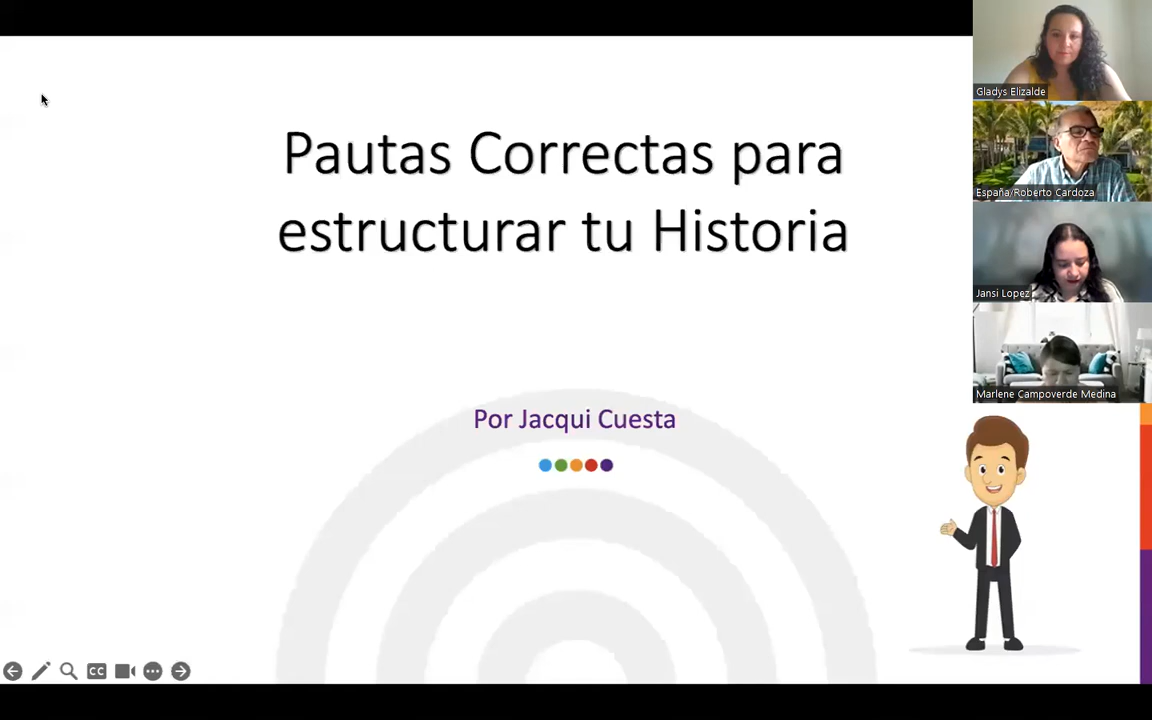 Pautas Correctas para
estructurar tu Historia
Por Jacqui Cuesta
Gladys Elizalde
España/Roberto Cardoza
Jansi Lopez
Marlene Campoverde Medina
CC